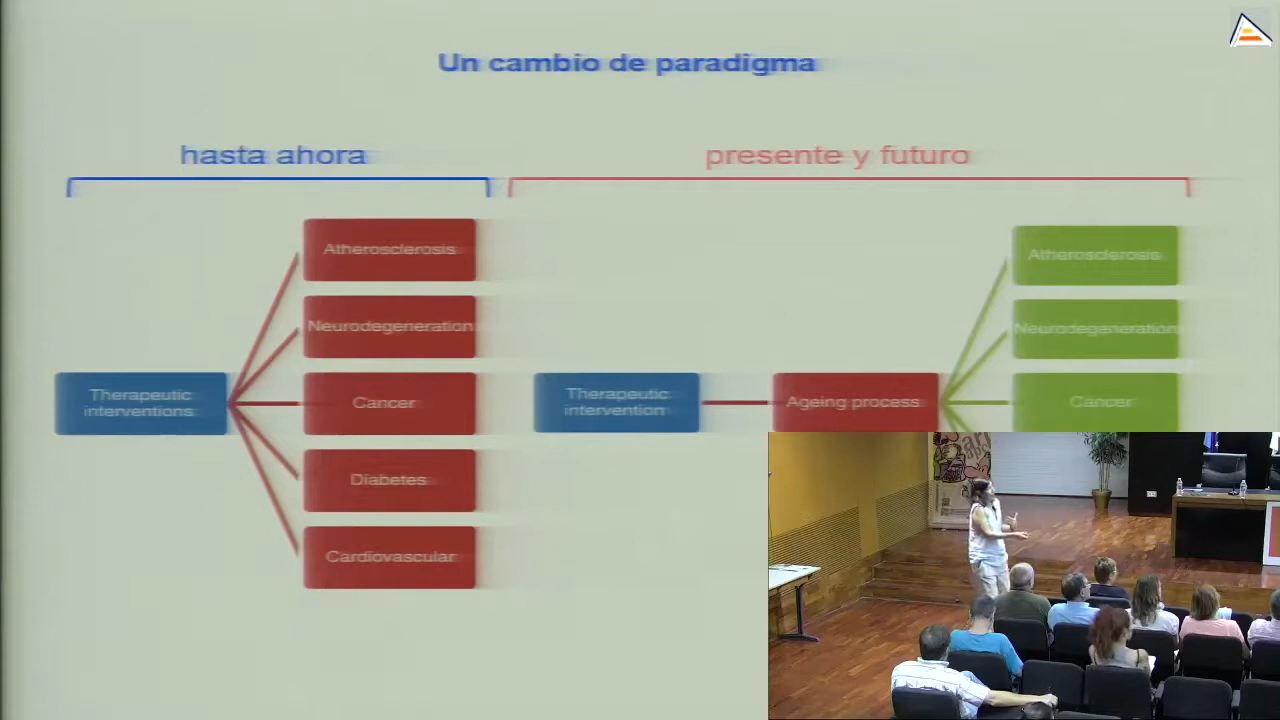 Un cambio de paradigma
hasta ahora
presente y futuro
Therapeutic
interventions
Atherosclerosis
Neurodegeneration
Cancer
Diabetes
Cardiovascular
Therapeutic
intervention
Ageing process
Atherosclerosis
Neurodegeneration
Cancer